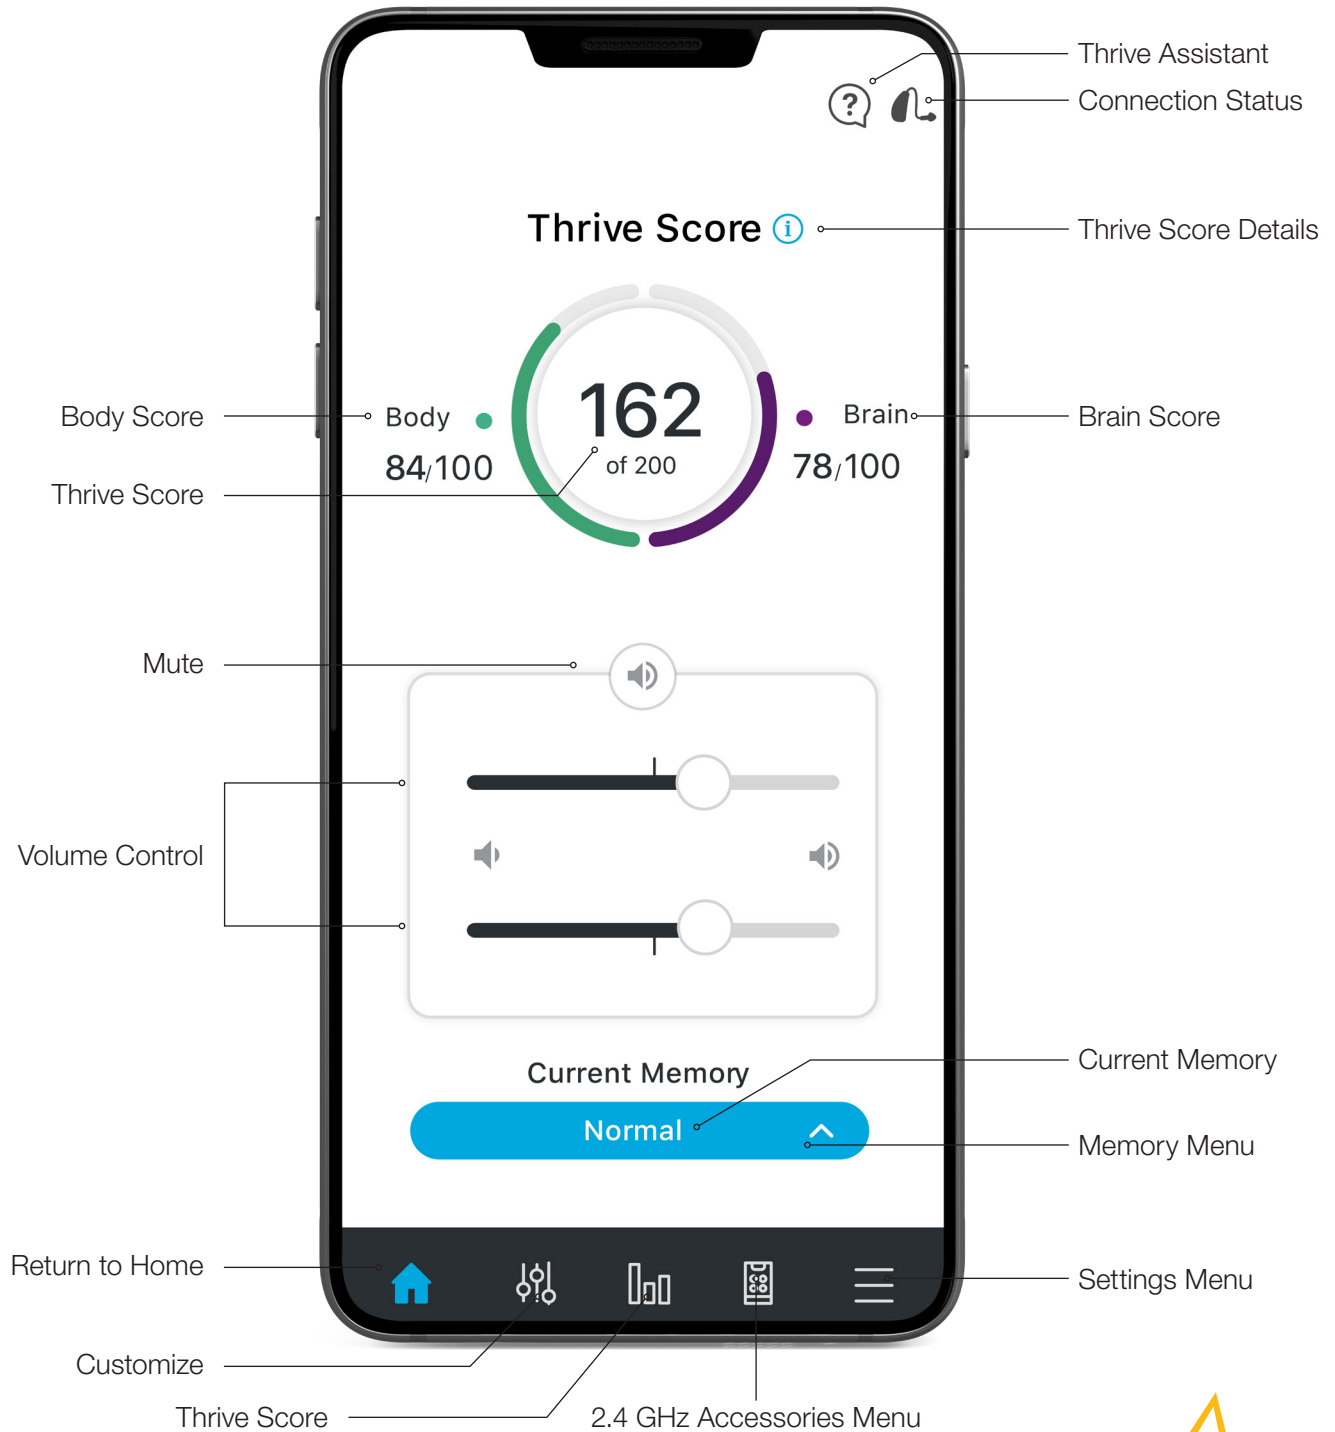 Thrive Assistant
?
Connection Status
Thrive Score i
Thrive Score Details
162
of 200
Body Score
Body
84/100
Brain
78/100
Brain Score
Thrive Score
Mute
Volume Control
Current Memory
Current Memory
Normal
Memory Menu
Return to Home
Settings Menu
Customize
Thrive Score
2.4 GHz Accessories Menu